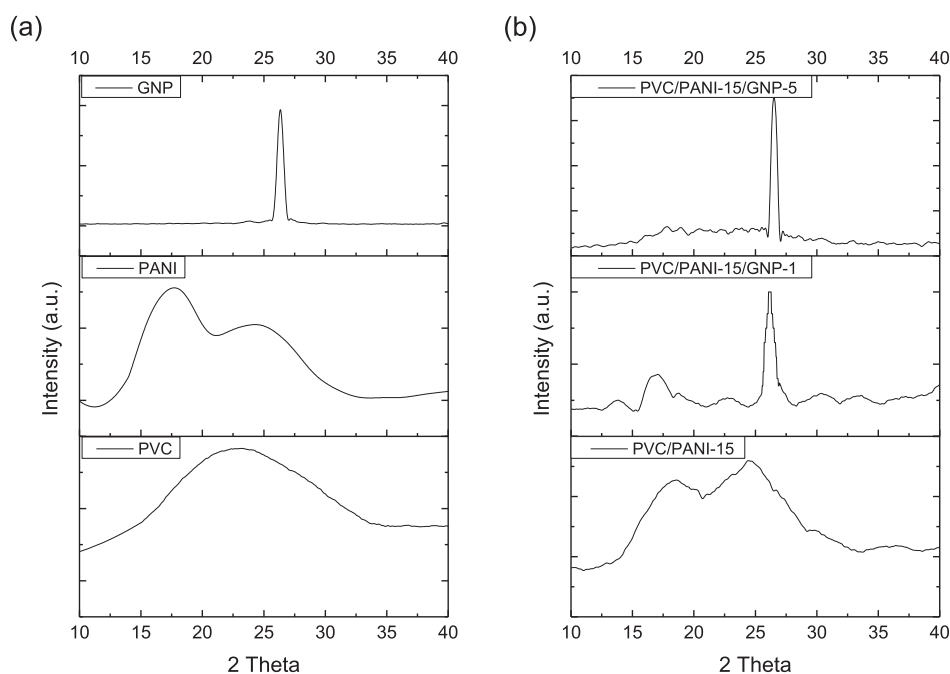 (a)
10 15 20 25 30 35 40
GNP
PANI
PVC
Intensity (a.u.)
10 15 20 25 30 35 40
2 Theta
(b)
10 15 20 25 30 35 40
PVC/PANI-15/GNP-5
PVC/PANI-15/GNP-1
PVC/PANI-15
Intensity (a.u.)
10 15 20 25 30 35 40
2 Theta